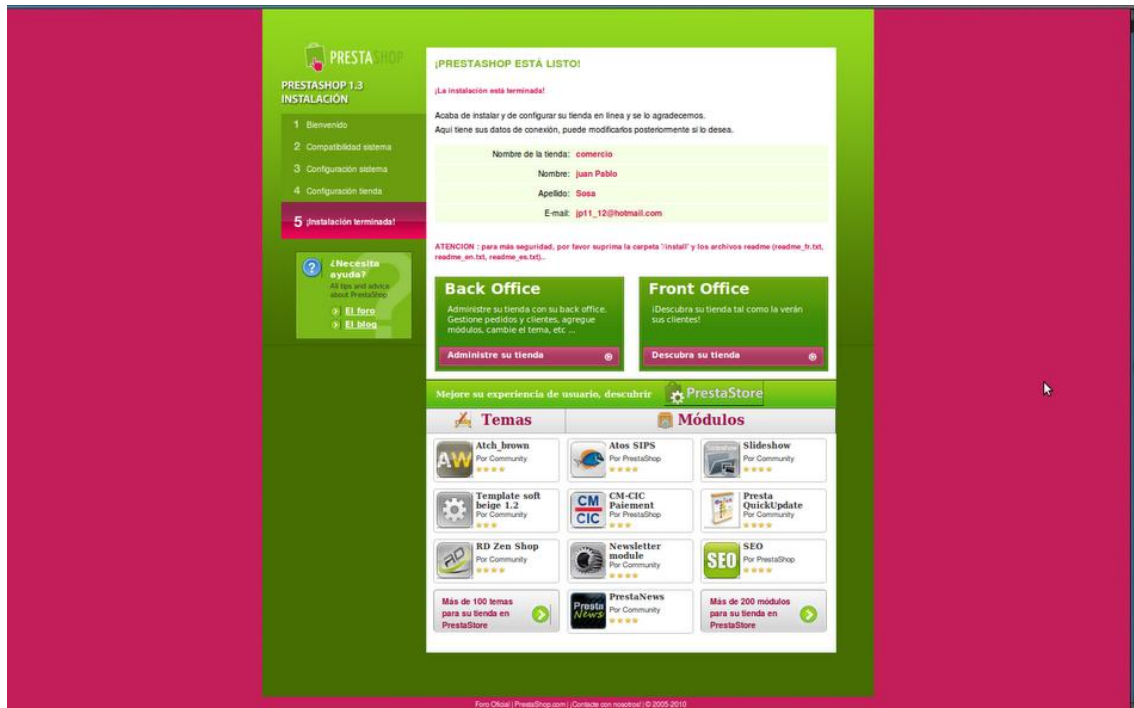 PRESTASHOP
PRESTASHOP 1.3
INSTALACIÓN
1 Bienvenido
2 Compatibilidad sistema
3 Configuración sistema
4 Configuración tienda
5 ¡Instalación terminada!
¿Necesita
ayuda?
All tips and advice
about PrestaShop
El foro
El blog
¡PRESTASHOP ESTÁ LISTO!
¡La instalación está terminada!
Acaba de instalar y de configurar su tienda en línea y se lo agradecemos.
Aquí tiene sus datos de conexión, puede modificarlos posteriormente si lo desea.
Nombre de la tienda: comercio
Nombre: juan Pablo
Apellido: Sosa
E-mail: jp11_12@hotmail.com
ATENCION : para más seguridad, por favor suprima la carpeta '/install' y los archivos readme (readme_fr.txt,
readme_en.txt, readme_es.txt)..
Back Office
Administre su tienda con su back office.
Gestione pedidos y clientes, agregue
módulos, cambie el tema, etc ...
Administre su tienda
Front Office
¡Descubra su tienda tal como la verán
sus clientes!
Descubra su tienda
Mejore su experiencia de usuario, descubrir PrestaStore
Temas
Módulos
AW
Atch_brown
Por Community
Atos SIPS
Por PrestaShop
Slideshow
Slideshow
Por Community
Template soft
beige 1.2
Por Community
CM
CIC
CM-CIC
Paiement
Por PrestaShop
Presta
QuickUpdate
Por Community
RD
RD Zen Shop
Por Community
Newsletter
module
Por Community
SEO
SEO
Por PrestaShop
Más de 100 temas
para su tienda en
PrestaStore
Presta
News
PrestaNews
Por Community
Más de 200 módulos
para su tienda en
PrestaStore
Foro Oficial | PrestaShop.com | ¡Contacte con nosotros! | © 2005-2010